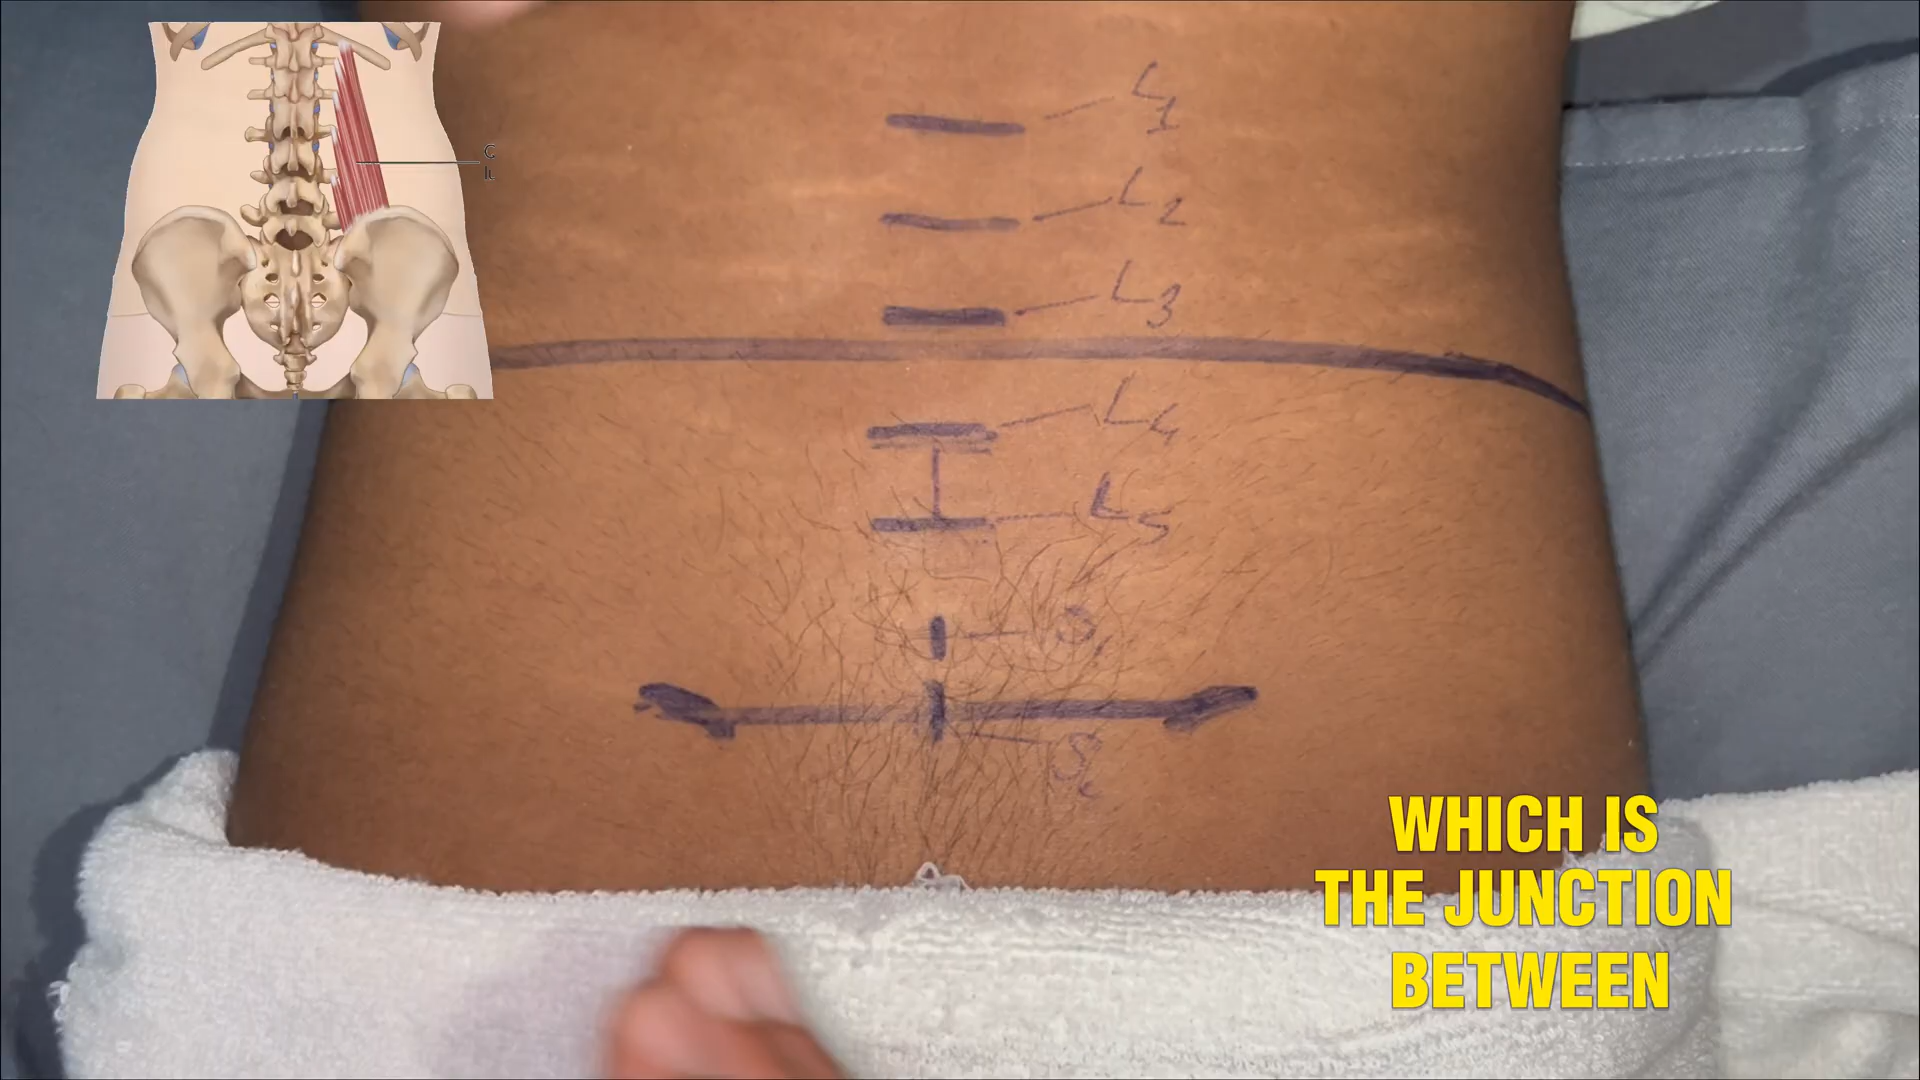 L1
L2
L3
L4
L5
S1
S2
WHICH IS
THE JUNCTION
BETWEEN